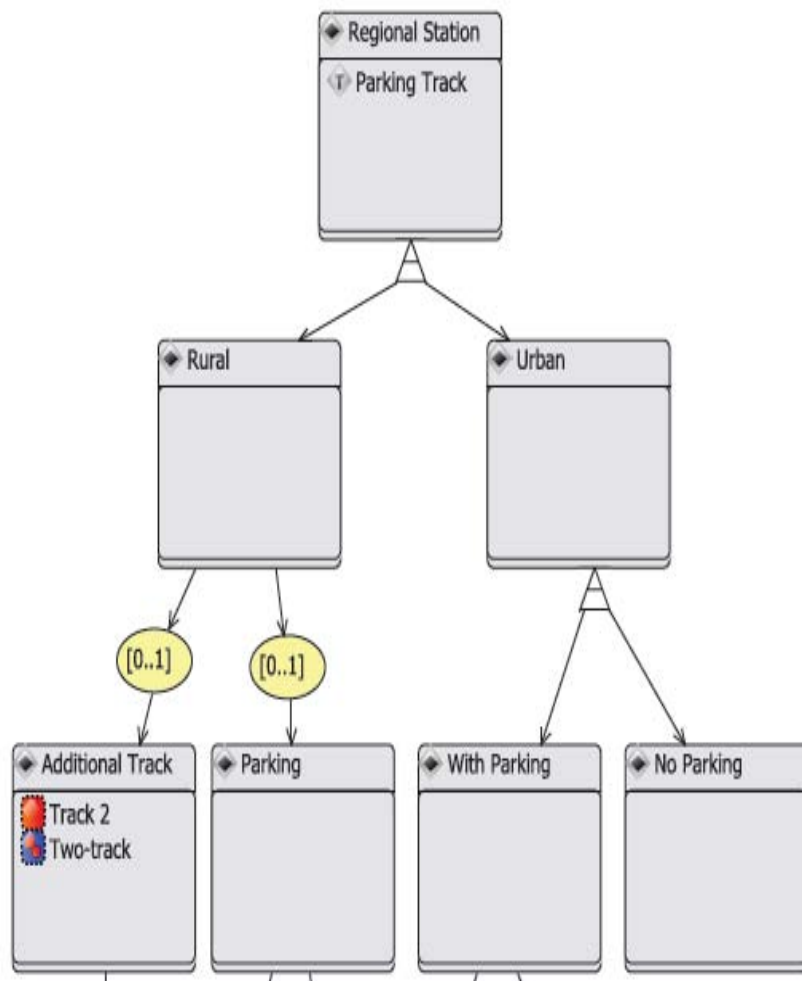 Regional Station
T Parking Track
Rural
Urban
[0..1]
[0..1]
Additional Track
Parking
With Parking
No Parking
Track 2
Two-track